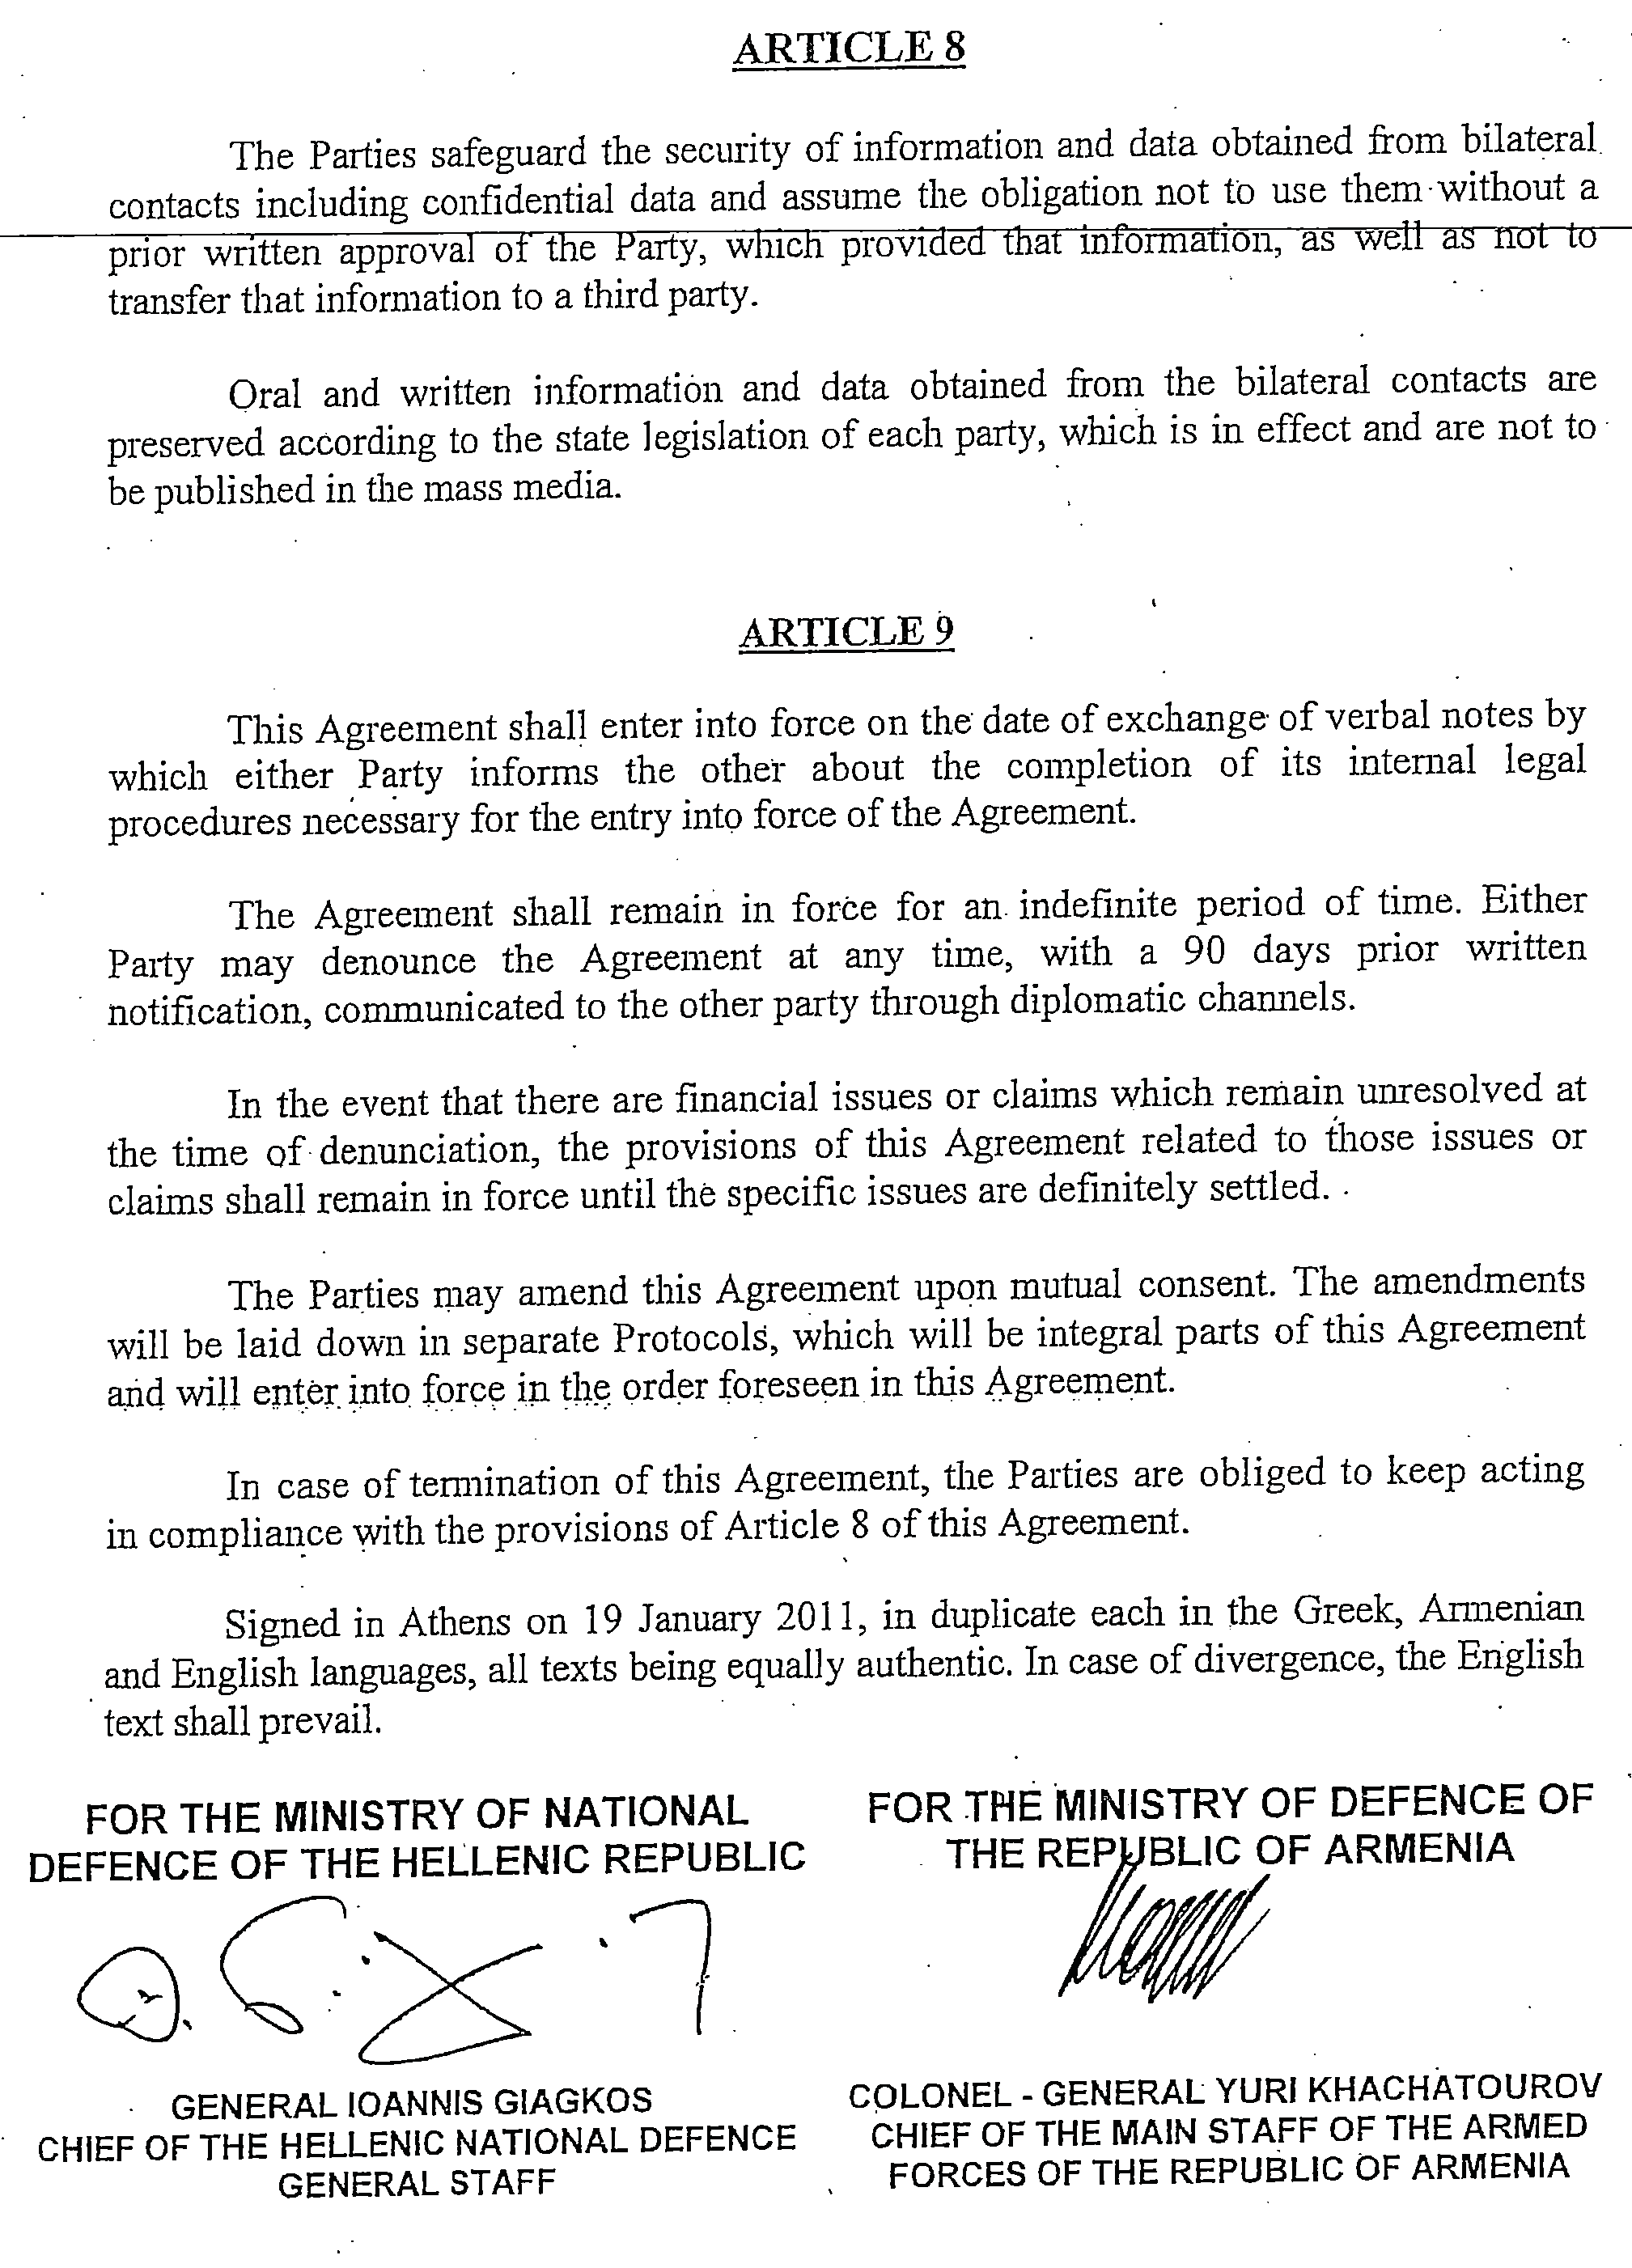 ARTICLE 8
The Parties safeguard the security of information and data obtained from bilateral
contacts including confidential data and assume the obligation not to use them without a
prior written approval of the Party, which provided that information, as well as not to
transfer that information to a third party.
Oral and written information and data obtained from the bilateral contacts are
preserved according to the state legislation of each party, which is in effect and are not to
be published in the mass media.
ARTICLE 9
This Agreement shall enter into force on the date of exchange of verbal notes by
which either Party informs the other about the completion of its internal legal
procedures necessary for the entry into force of the Agreement.
The Agreement shall remain in force for an indefinite period of time. Either
Party may denounce the Agreement at any time, with a 90 days prior written
notification, communicated to the other party through diplomatic channels.
In the event that there are financial issues or claims which remain unresolved at
the time of denunciation, the provisions of this Agreement related to those issues or
claims shall remain in force until the specific issues are definitely settled.
The Parties may amend this Agreement upon mutual consent. The amendments
will be laid down in separate Protocols, which will be integral parts of this Agreement
and will enter into force in the order foreseen in this Agreement.
In case of termination of this Agreement, the Parties are obliged to keep acting
in compliance with the provisions of Article 8 of this Agreement.
Signed in Athens on 19 January 2011, in duplicate each in the Greek, Armenian
and English languages, all texts being equally authentic. In case of divergence, the English
text shall prevail.
FOR THE MINISTRY OF NATIONAL
DEFENCE OF THE HELLENIC REPUBLIC
GENERAL IOANNIS GIAGKOS
CHIEF OF THE HELLENIC NATIONAL DEFENCE
GENERAL STAFF
FOR THE MINISTRY OF DEFENCE OF
THE REPUBLIC OF ARMENIA
COLONEL - GENERAL YURI KHACHATOUROV
CHIEF OF THE MAIN STAFF OF THE ARMED
FORCES OF THE REPUBLIC OF ARMENIA